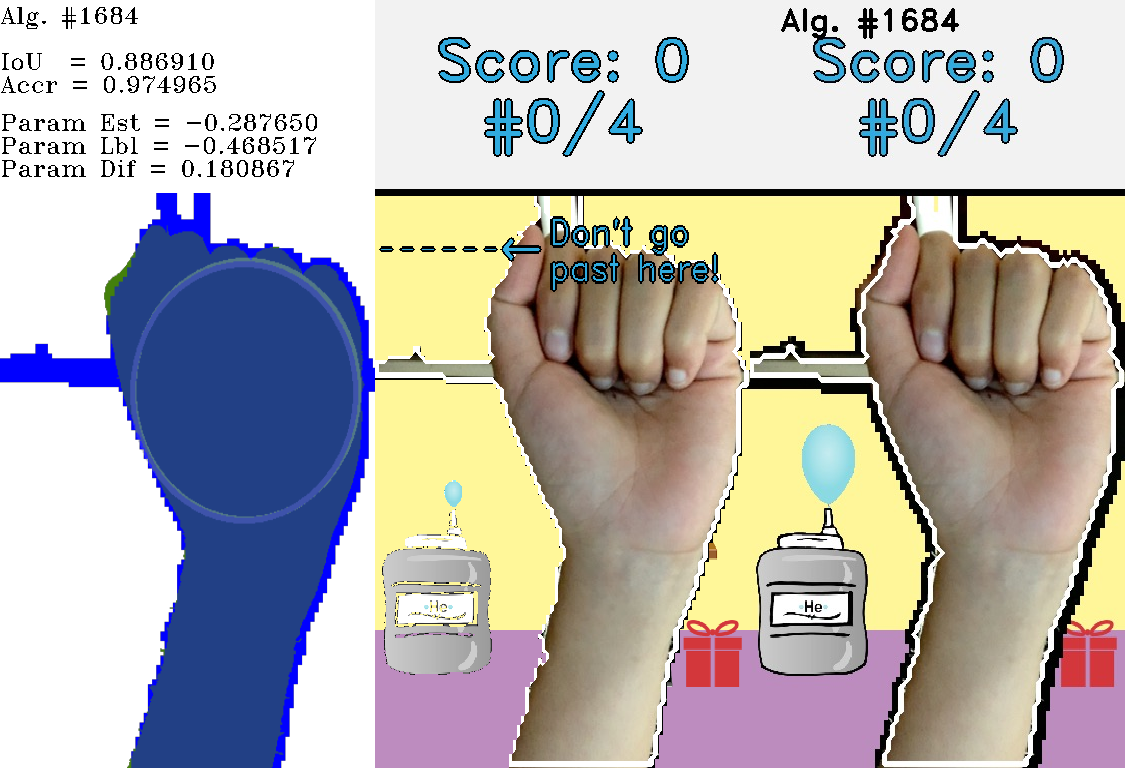 Alg. #1684
IoU = 0.886910
Accr = 0.974965
Param Est = −0.287650
Param Lbl = −0.468517
Param Dif = 0.180867
Score: 0
#0/4
Don't go
past here!
He
Alg. #1684
Score: 0
#0/4
He